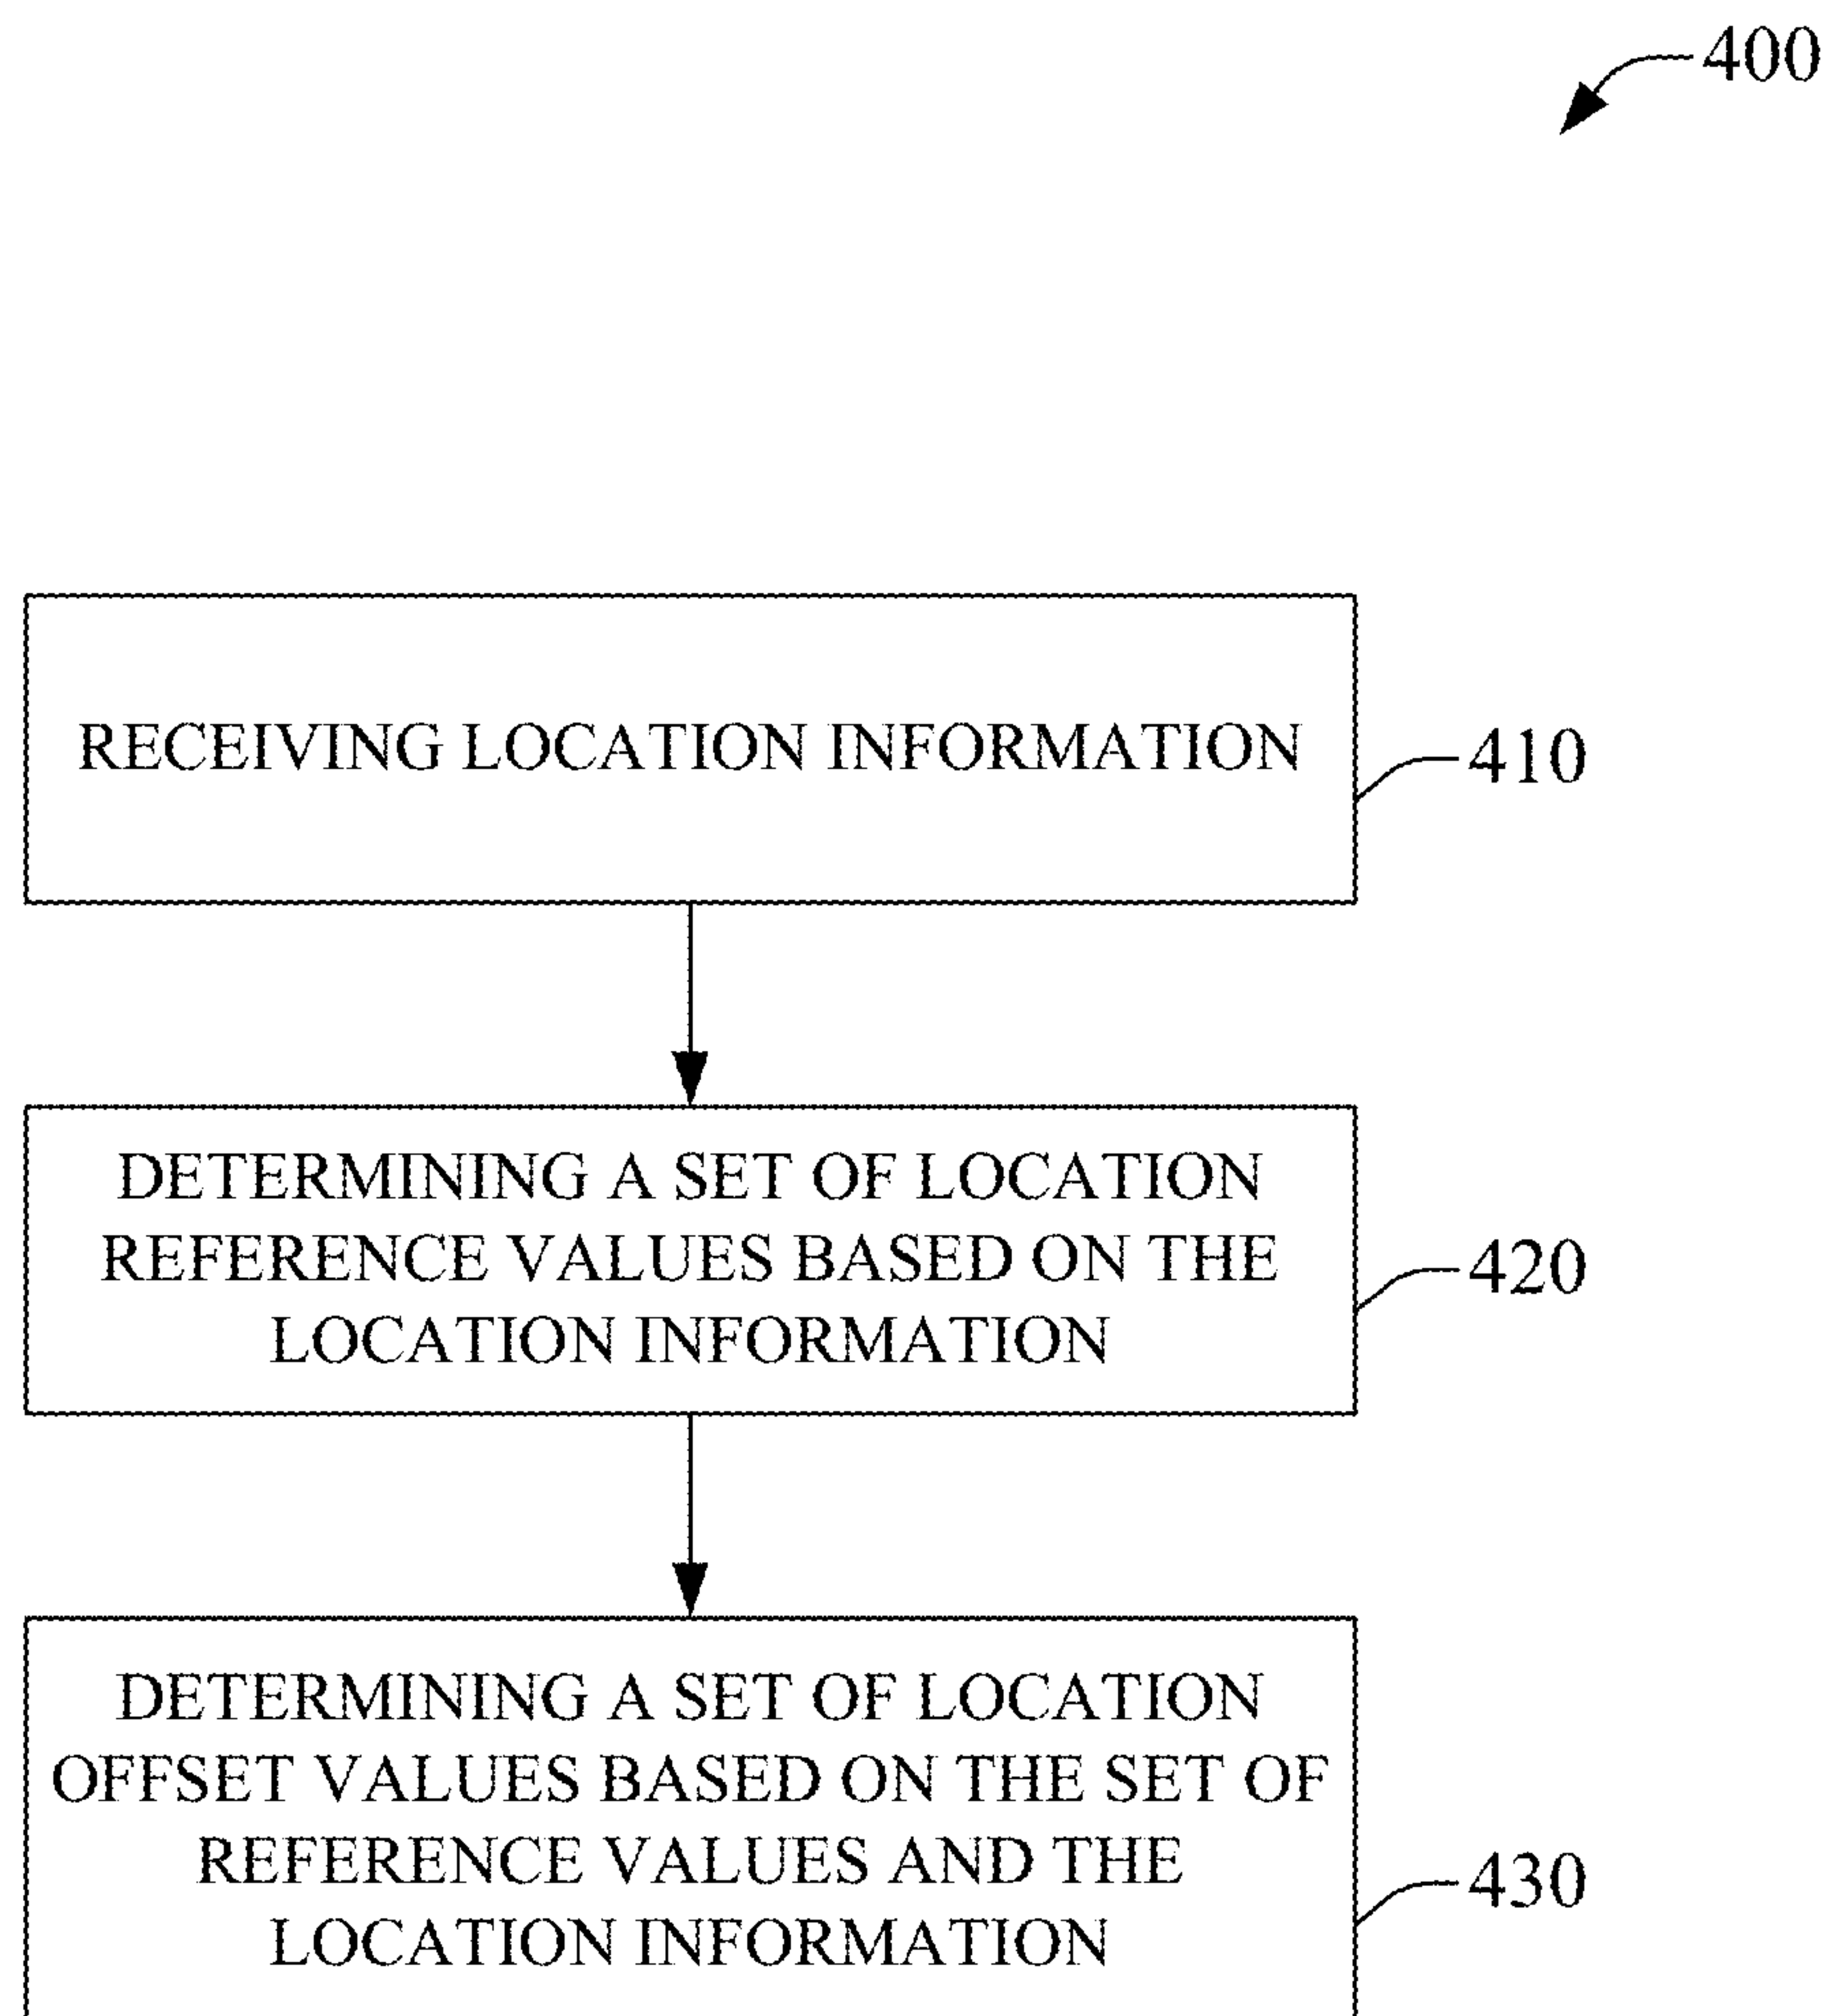 400
RECEIVING LOCATION INFORMATION
410
DETERMINING A SET OF LOCATION
REFERENCE VALUES BASED ON THE
LOCATION INFORMATION
420
DETERMINING A SET OF LOCATION
OFFSET VALUES BASED ON THE SET OF
REFERENCE VALUES AND THE
LOCATION INFORMATION
430